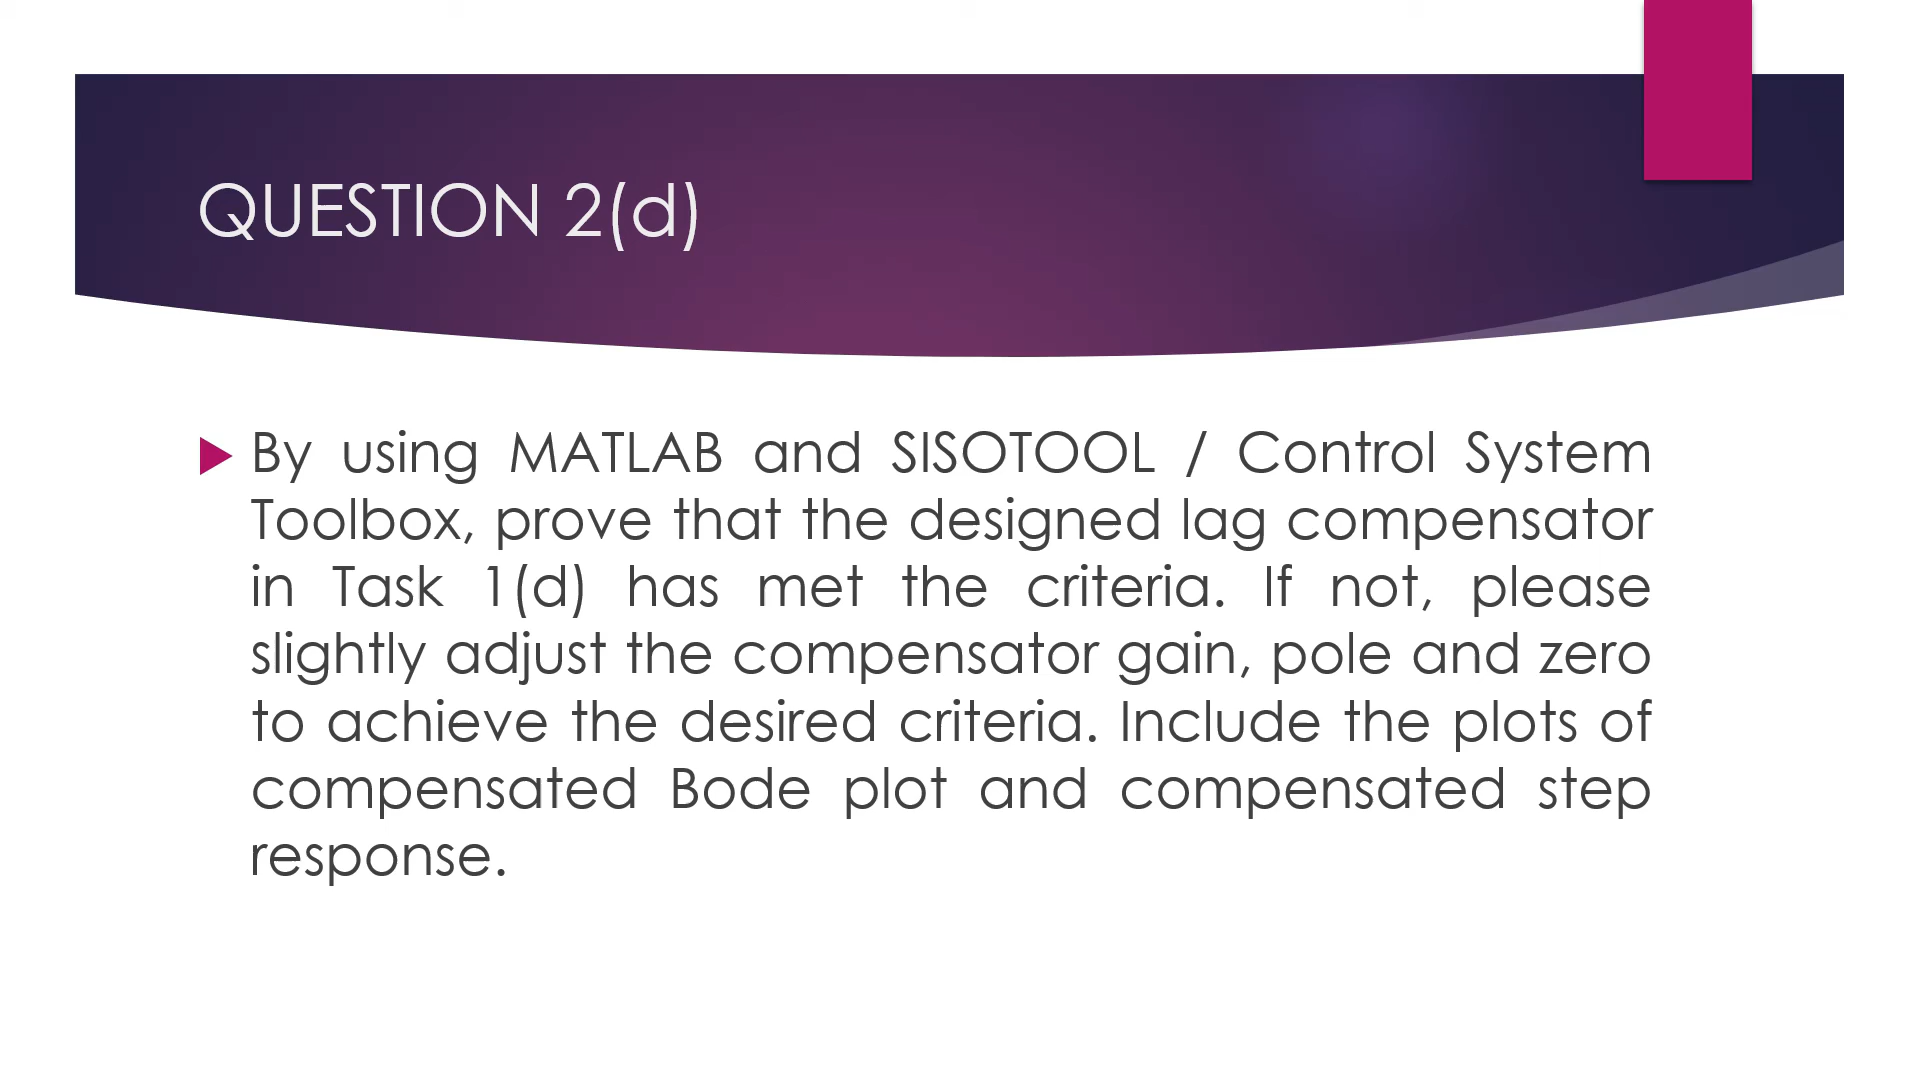 QUESTION 2(d)
By using MATLAB and SISOTOOL / Control System
Toolbox, prove that the designed lag compensator
in Task 1(d) has met the criteria. If not, please
slightly adjust the compensator gain, pole and zero
to achieve the desired criteria. Include the plots of
compensated Bode plot and compensated step
response.